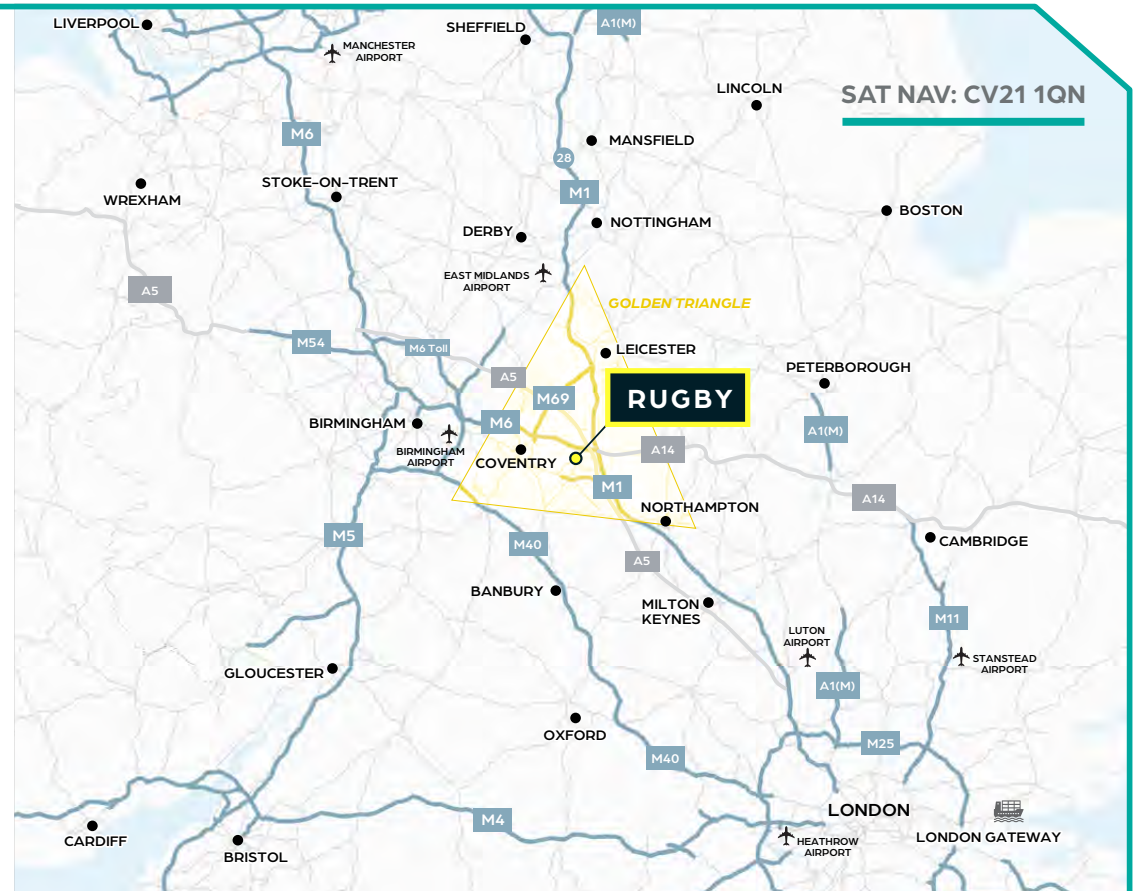 LIVERPOOL
SHEFFIELD
A1(M)
MANCHESTER
AIRPORT
LINCOLN
SAT NAV: CV21 1QN
M6
MANSFIELD
28
WREXHAM
STOKE-ON-TRENT
M1
BOSTON
NOTTINGHAM
DERBY
EAST MIDLANDS
AIRPORT
A5
GOLDEN TRIANGLE
M54
M6 Toll
LEICESTER
PETERBOROUGH
A5
M69
RUGBY
BIRMINGHAM
M6
A1(M)
BIRMINGHAM
AIRPORT
COVENTRY
A14
M1
A14
NORTHAMPTON
M5
M40
CAMBRIDGE
A5
BANBURY
MILTON
KEYNES
M11
LUTON
AIRPORT
STANSTEAD
AIRPORT
GLOUCESTER
A1(M)
OXFORD
M25
M40
LONDON
M4
CARDIFF
BRISTOL
HEATHROW
AIRPORT
LONDON GATEWAY